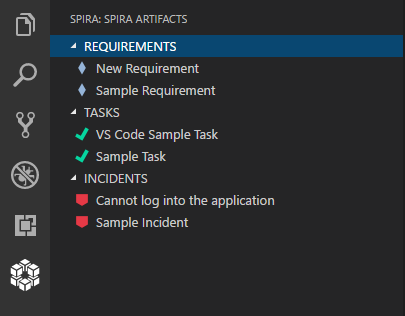 SPIRA: SPIRA ARTIFACTS
REQUIREMENTS
New Requirement
Sample Requirement
TASKS
VS Code Sample Task
Sample Task
INCIDENTS
Cannot log into the application
Sample Incident